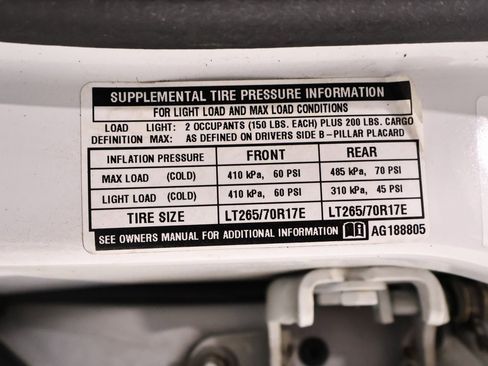 SUPPLEMENTAL TIRE PRESSURE INFORMATION
FOR LIGHT LOAD AND MAX LOAD CONDITIONS
LOAD LIGHT: 2 OCCUPANTS (150 LBS. EACH) PLUS 200 LBS. CARGO
DEFINITION MAX: AS DEFINED ON DRIVERS SIDE B-PILLAR PLACARD
INFLATION PRESSURE FRONT REAR
MAX LOAD (COLD) 410 kPa, 60 PSI 485 kPa, 70 PSI
LIGHT LOAD (COLD) 410 kPa, 60 PSI 310 kPa, 45 PSI
TIRE SIZE LT265/70R17E LT265/70R17E
SEE OWNERS MANUAL FOR ADDITIONAL INFORMATION AG188805